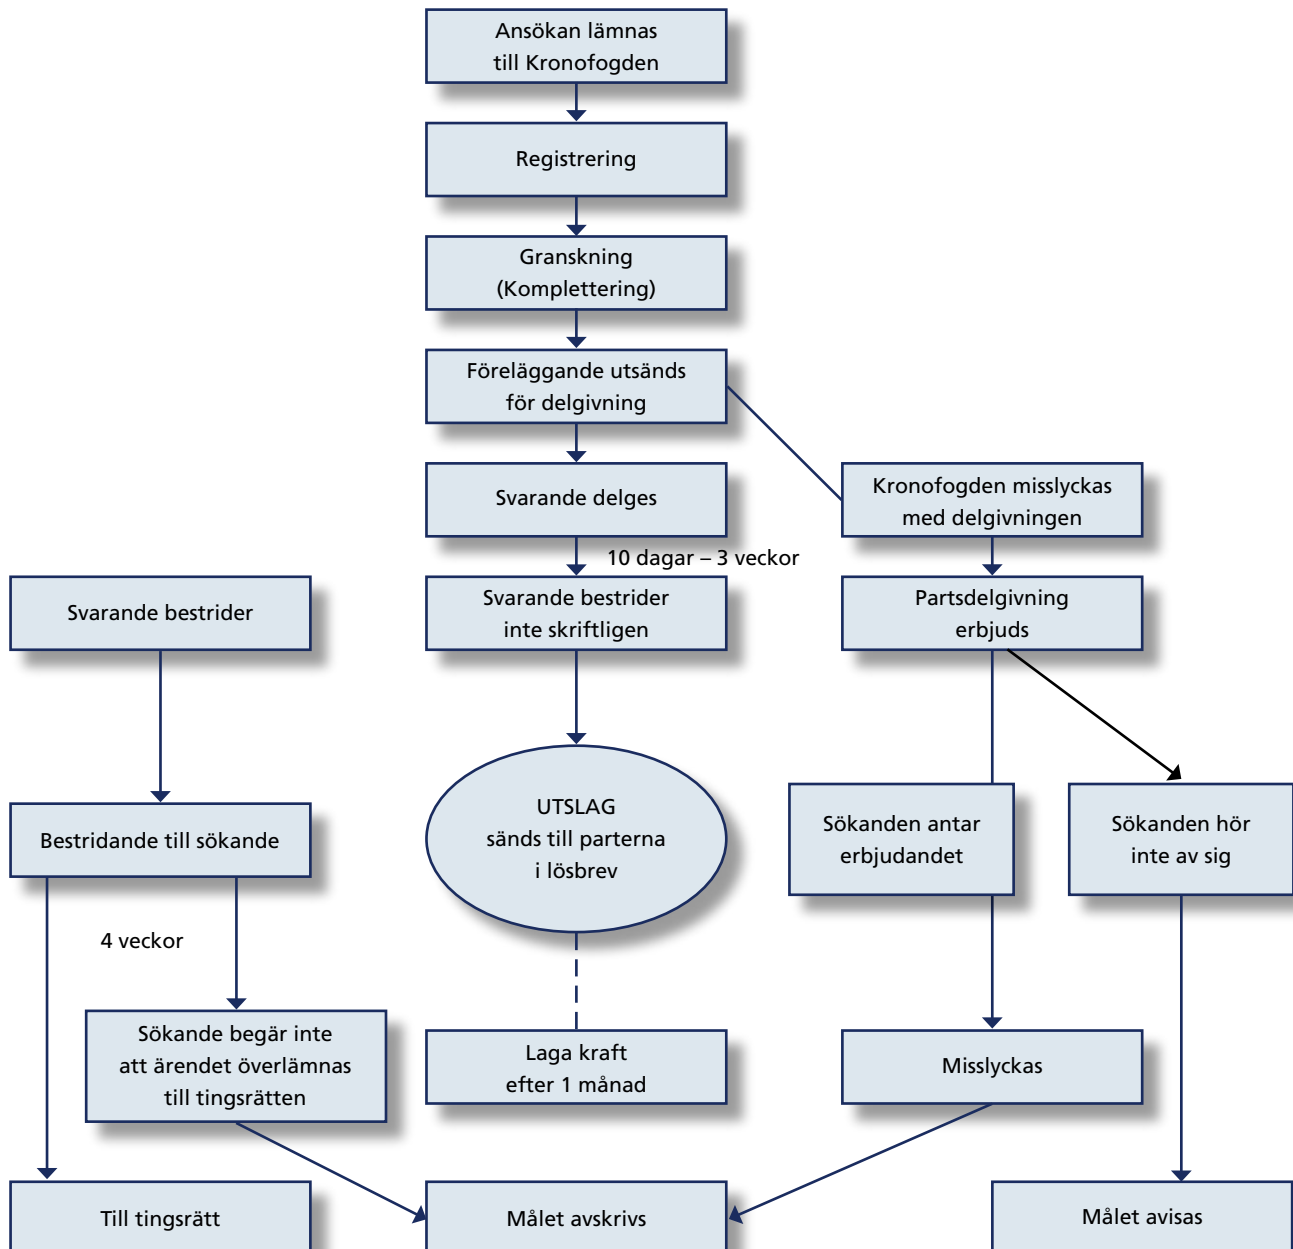 Ansökan lämnas
till Kronofogden
Registrering
Granskning
(Komplettering)
Föreläggande utsänds
för delgivning
Svarande delges
Kronofogden misslyckas
med delgivningen
10 dagar – 3 veckor
Svarande bestrider
Svarande bestrider
inte skriftligen
Partsdelgivning
erbjuds
Bestridande till sökande
UTSLAG
sänds till parterna
i lösbrev
Sökanden antar
erbjudandet
Sökanden hör
inte av sig
4 veckor
Sökande begär inte
att ärendet överlämnas
till tingsrätten
Laga kraft
efter 1 månad
Misslyckas
Till tingsrätt
Målet avskrivs
Målet avisas